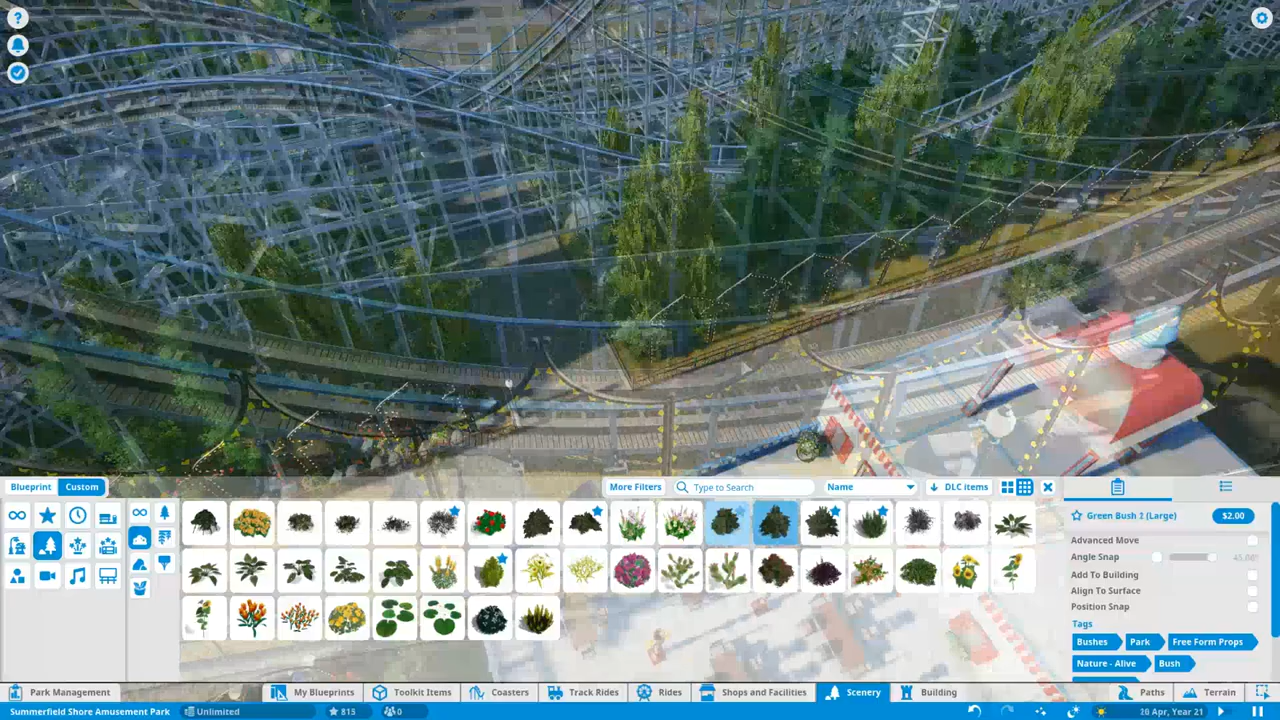 ?
Blueprint Custom More Filters Type to Search Name DLC items
Green Bush 1 (Large) $2.00
Advanced Move
Angle Snap 45.00°
Add To Building
Align To Surface
Position Snap
Tags
Bushes Park Free Form Props
Nature - Alive Bush
Park Management My Blueprints Toolkit Items Coasters Track Rides Rides Shops and Facilities Scenery Building Paths Terrain
Summerfield Shore Amusement Park Unlimited 815 0 Apr, Year 21